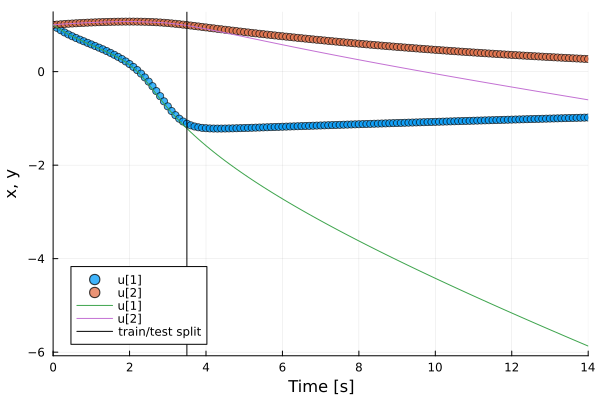 x, y
0
−2
−4
−6
u[1]
u[2]
u[1]
u[2]
train/test split
0 2 4 6 8 10 12 14
Time [s]